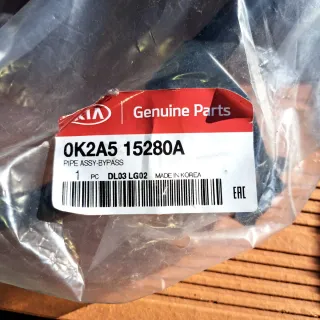 KIA Genuine Parts
0K2A5 15280A
PIPE ASSY-BYPASS
1 PC DL03 LG02 MADE IN KOREA
EAC